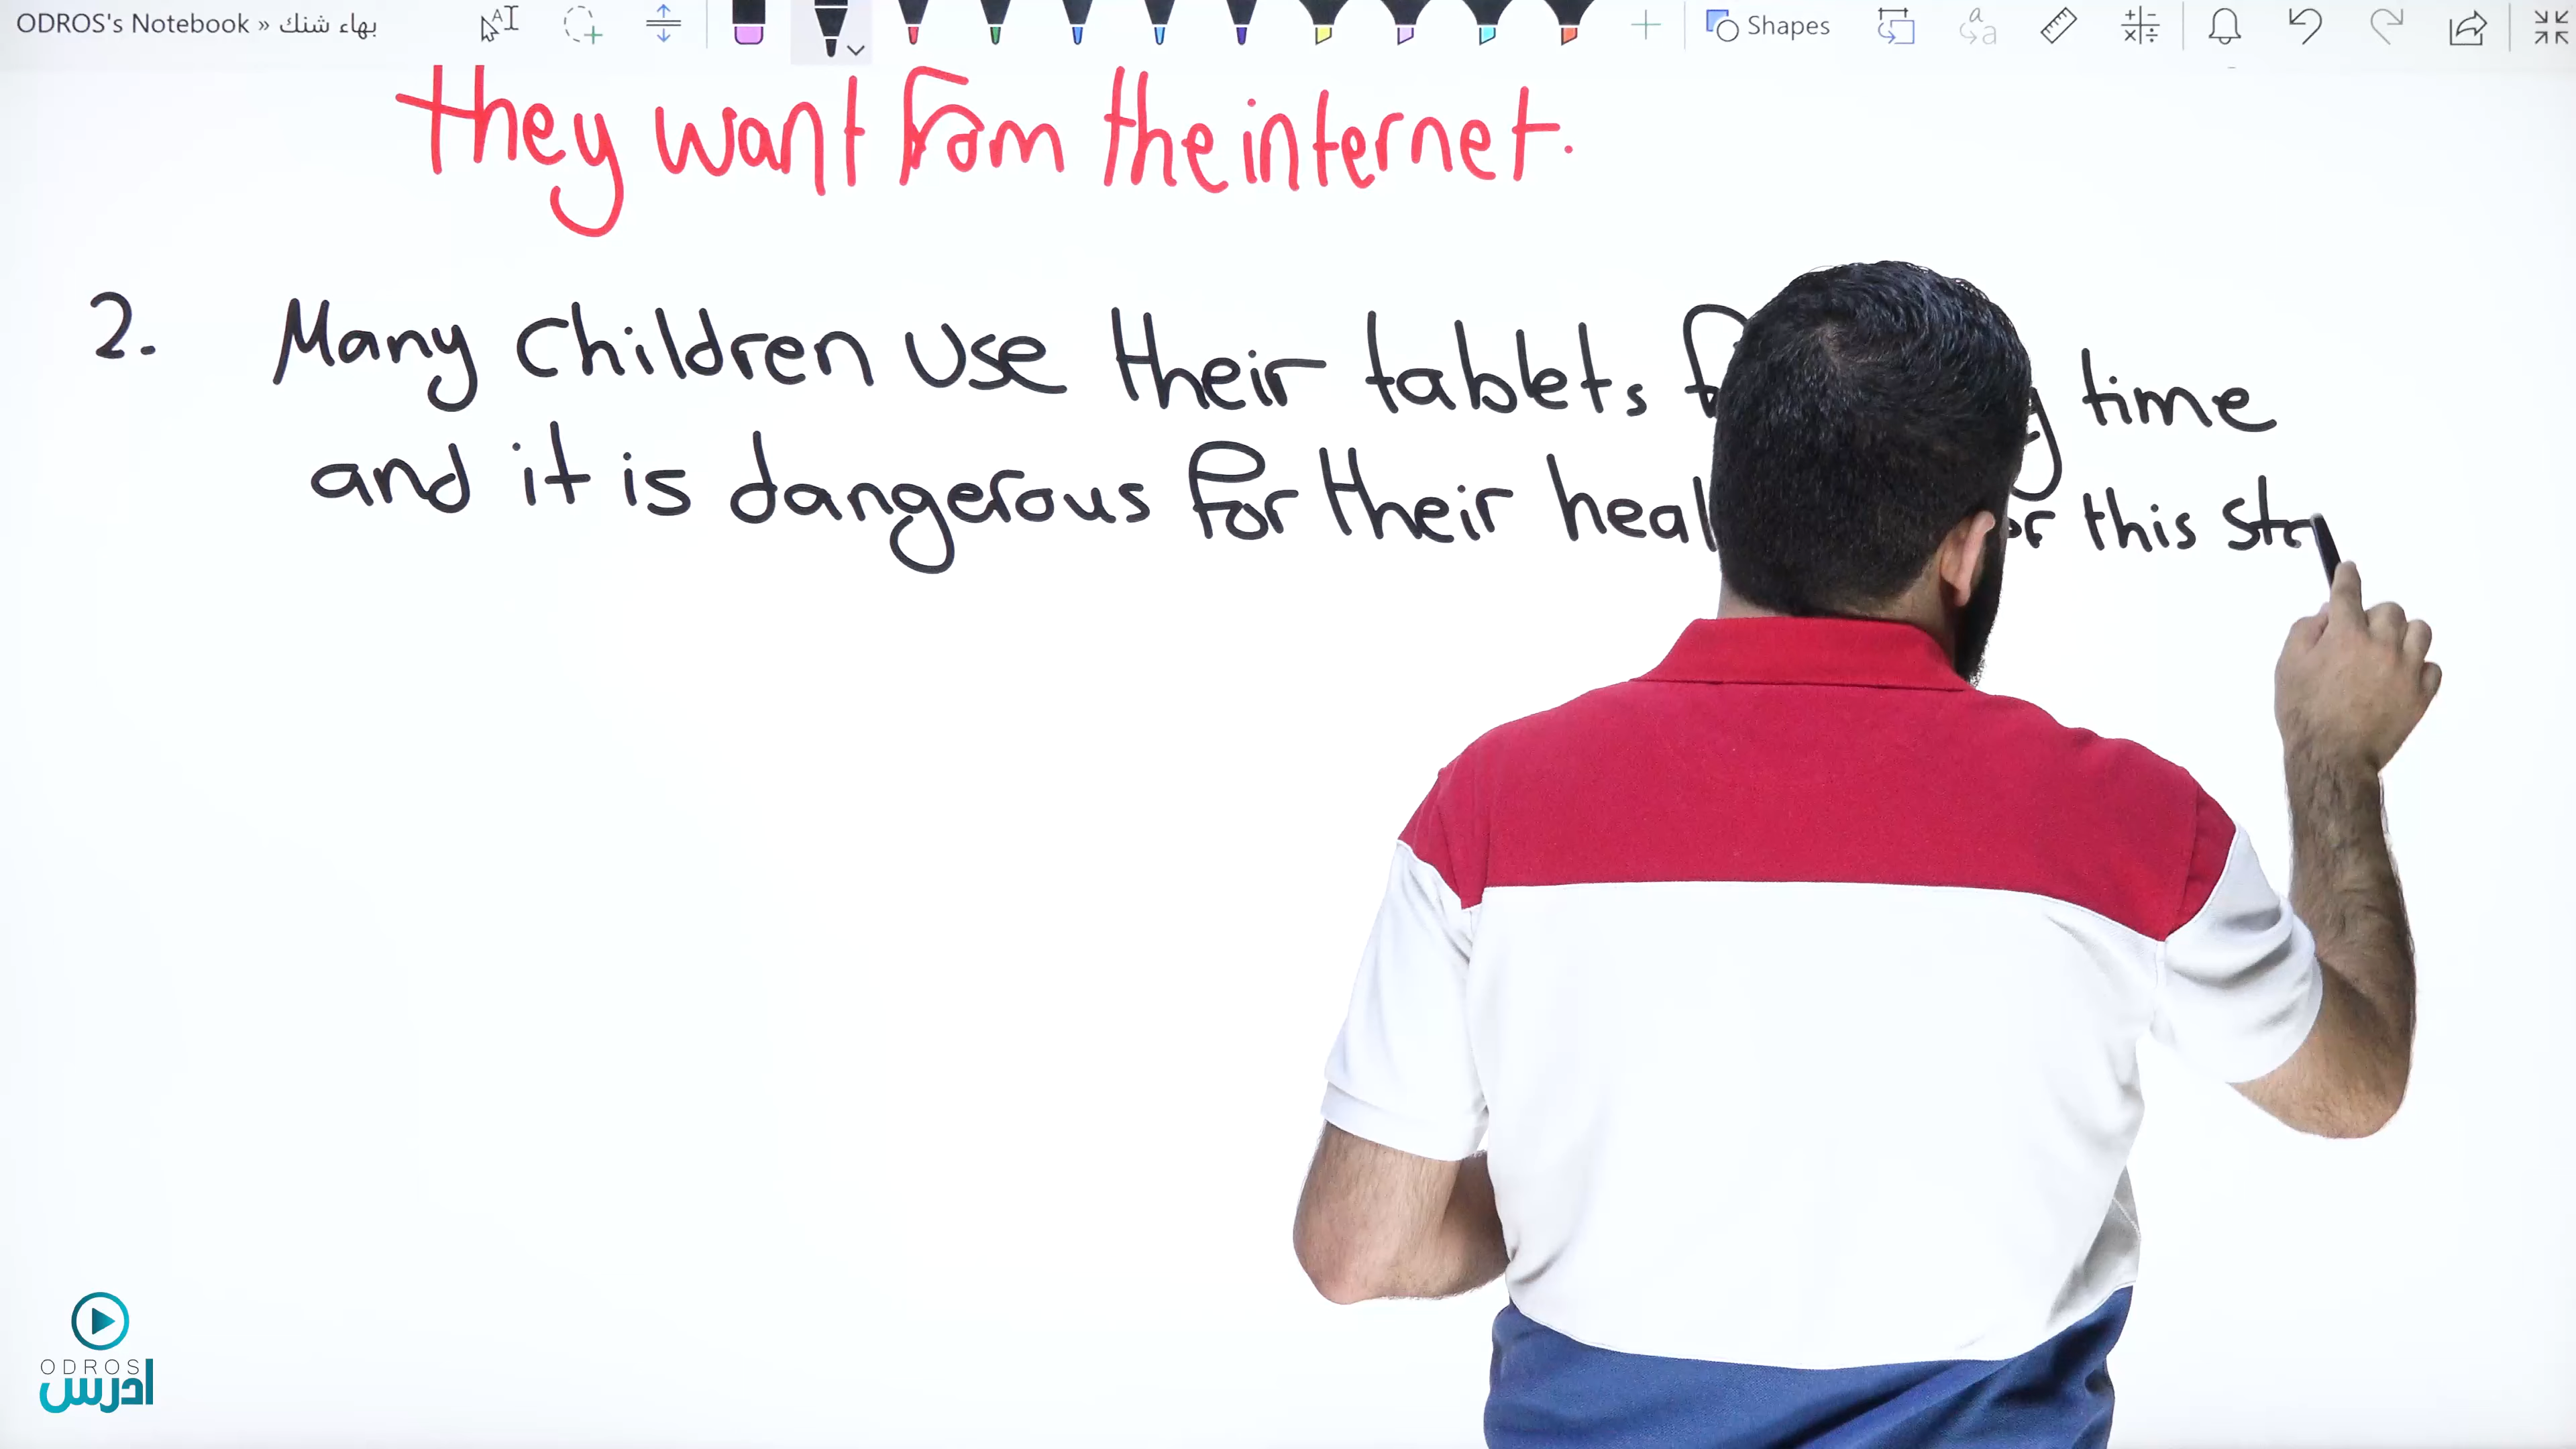 ODROS's Notebook » بهاء شنك
Shapes
they want from the internet.
2. Many children use their tablets time
and it is dangerous for their this
ODROS
ادرس